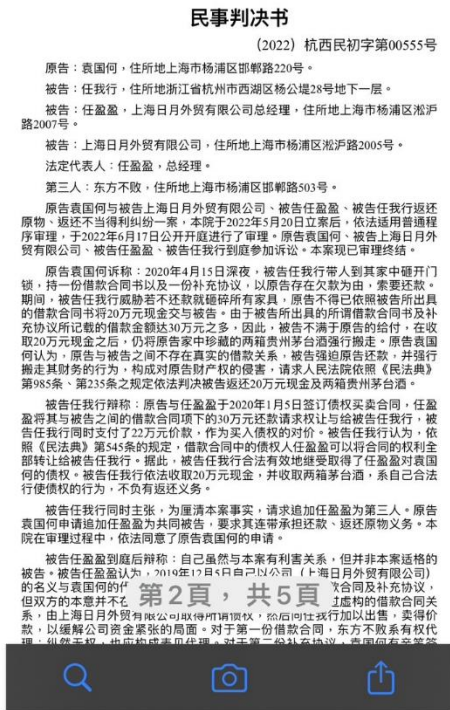 民事判决书
（2022）杭西民初字第00555号
原告：袁国何，住所地上海市杨浦区邯郸路220号。
被告：任我行，住所地浙江省杭州市西湖区杨公堤28号地下一层。
被告：任盈盈，上海日月外贸有限公司总经理，住所地上海市杨浦区淞沪
路2007号。
被告：上海日月外贸有限公司，住所地上海市杨浦区淞沪路2005号。
法定代表人：任盈盈，总经理。
第三人：东方不败，住所地上海市杨浦区邯郸路503号。
原告袁国何与被告上海日月外贸有限公司、被告任盈盈、被告任我行返还
原物、返还不当得利纠纷一案，本院于2022年5月20日立案后，依法适用普通程
序审理，于2022年6月17日公开开庭进行了审理。原告袁国何、被告上海日月外
贸有限公司、被告任盈盈、被告任我行到庭参加诉讼。本案现已审理终结。
原告袁国何诉称：2020年4月15日深夜，被告任我行带人到其家中砸开门
锁，持一份借款合同书以及一份补充协议，以原告存在欠款为由，索要还款。
期间，被告任我行威胁若不还款就砸碎所有家具，原告不得已依照被告所出具
的借款合同书将20万元现金交与被告。由于被告所出具的所谓借款合同书及补
充协议所记载的借款金额达30万元之多，因此，被告不满于原告的给付，在收
取20万元现金之后，仍将原告家中珍藏的两箱贵州茅台酒强行搬走。原告袁国
何认为，原告与被告之间不存在真实的借款关系，被告强迫原告还款，并强行
搬走其财务的行为，构成对原告财产权的侵害，请求人民法院依照《民法典》
第985条、第235条之规定依法判决被告返还20万元现金及两箱贵州茅台酒。
被告任我行辩称：原告与任盈盈于2020年1月5日签订债权买卖合同，任盈
盈将其与被告之间的借款合同项下的30万元还款请求权让与给被告任我行，被
告任我行同时支付了22万元价款，作为买入债权的对价。被告任我行认为，依
照《民法典》第545条的规定，借款合同中的债权人任盈盈可以将合同的权利全
部转让给被告任我行。据此，被告任我行合法有效地继受取得了任盈盈对袁国
何的债权。被告任我行依法收取20万元现金，并收取两箱茅台酒，系自己合法
行使债权的行为，不负有返还义务。
被告任我行同时主张，为厘清本案事实，请求追加任盈盈为第三人。原告
袁国何申请追加任盈盈为共同被告，要求其连带承担还款、返还原物义务。本
院在审理过程中，依法同意了原告袁国何的申请。
被告任盈盈到庭后辩称：自己虽然与本案有利害关系，但并非本案适格的
被告。被告任盈盈认为，2019年12月5日自己以公司（上海日月外贸有限公司）
的名义与袁国何的代 款合同及补充协议，
但双方的本意并不在 过虚构的借款合同关
系，由上海日月外贸有限公司取得所谓债权，然后向任我行加以出售，卖得价
款，以缓解公司资金紧张的局面。对于第一份借款合同，东方不败系有权代
理；纵然无权，也应构成表见代理。对于第二份补充协议，袁国何有亲笔签
第2頁，共5頁